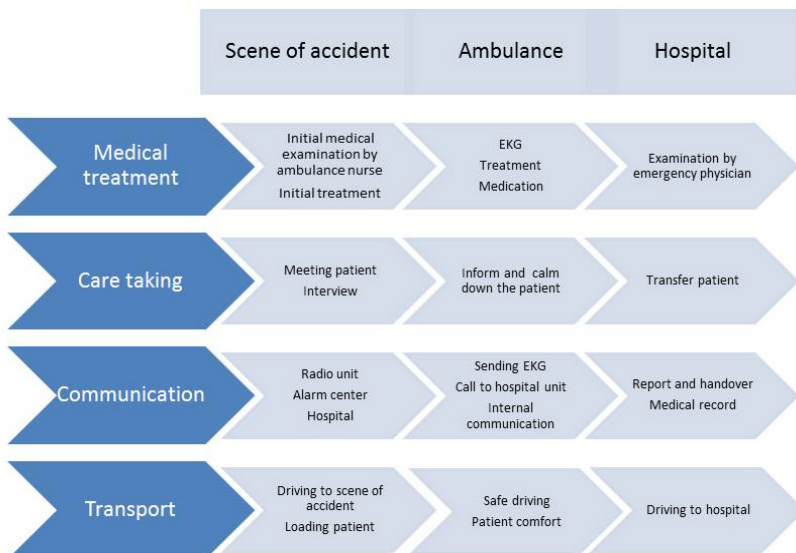 Scene of accident
Ambulance
Hospital
Medical
treatment
Initial medical
examination by
ambulance nurse
Initial treatment
EKG
Treatment
Medication
Examination by
emergency physician
Care taking
Meeting patient
Interview
Inform and calm
down the patient
Transfer patient
Communication
Radio unit
Alarm center
Hospital
Sending EKG
Call to hospital unit
Internal
communication
Report and handover
Medical record
Transport
Driving to scene of
accident
Loading patient
Safe driving
Patient comfort
Driving to hospital